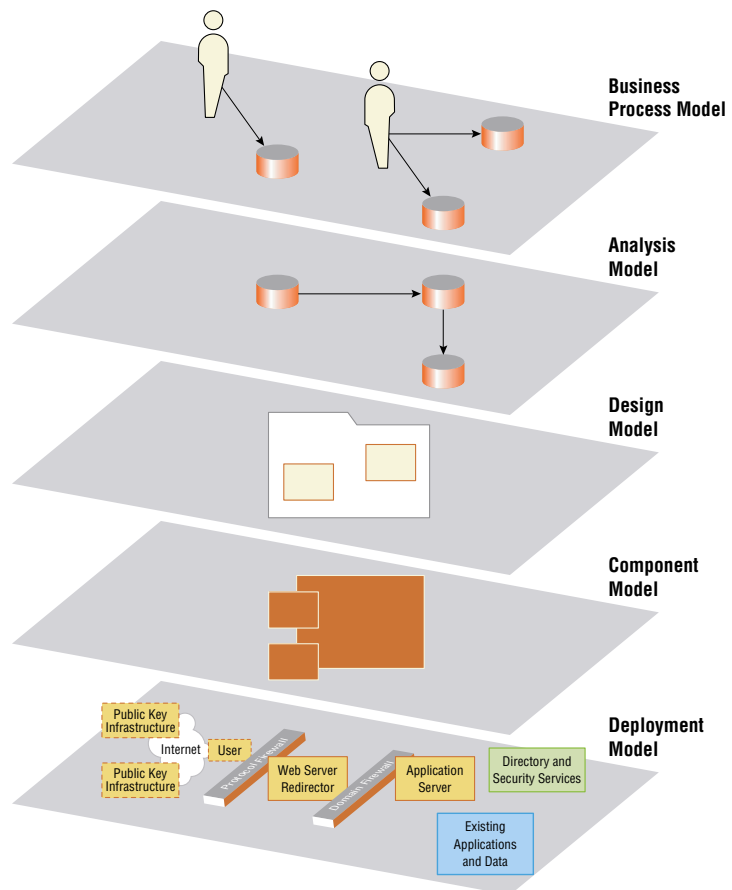 Business
Process Model
Analysis
Model
Design
Model
Component
Model
Deployment
Model
Public Key
Infrastructure
Internet
User
Public Key
Infrastructure
Protocol Firewall
Web Server
Redirector
Domain Firewall
Application
Server
Directory and
Security Services
Existing
Applications
and Data